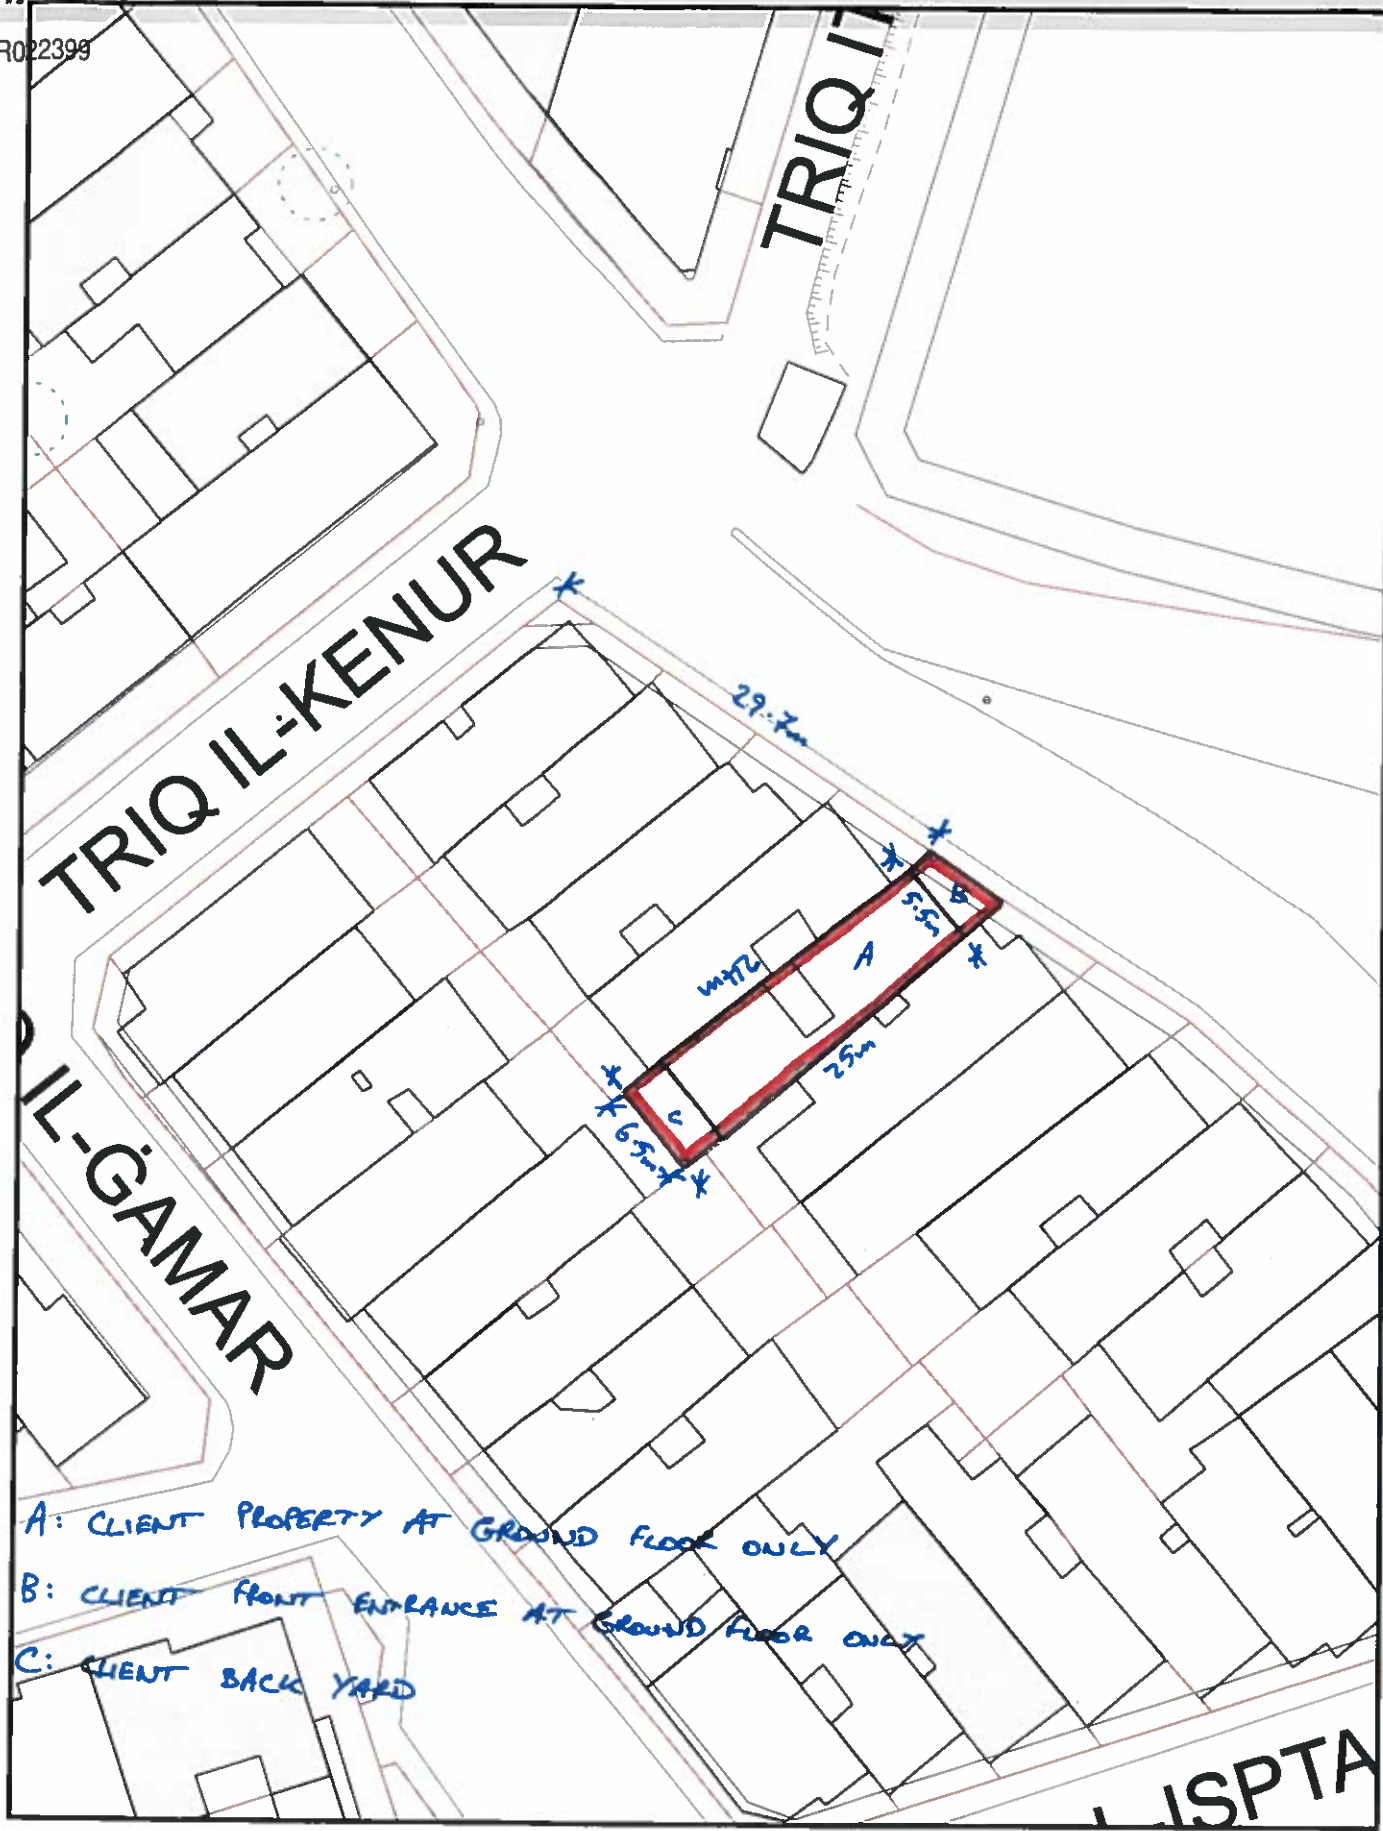 R022399
TRIQ IT
TRIQ IL-KENUR
29.7m
B
5.5m
A
25m
C
6.5m
IL-ĠAMAR
A: CLIENT PROPERTY AT GROUND FLOOR ONLY
B: CLIENT FRONT ENTRANCE AT GROUND FLOOR ONLY
C: CLIENT BACK YARD
L-ISPTA